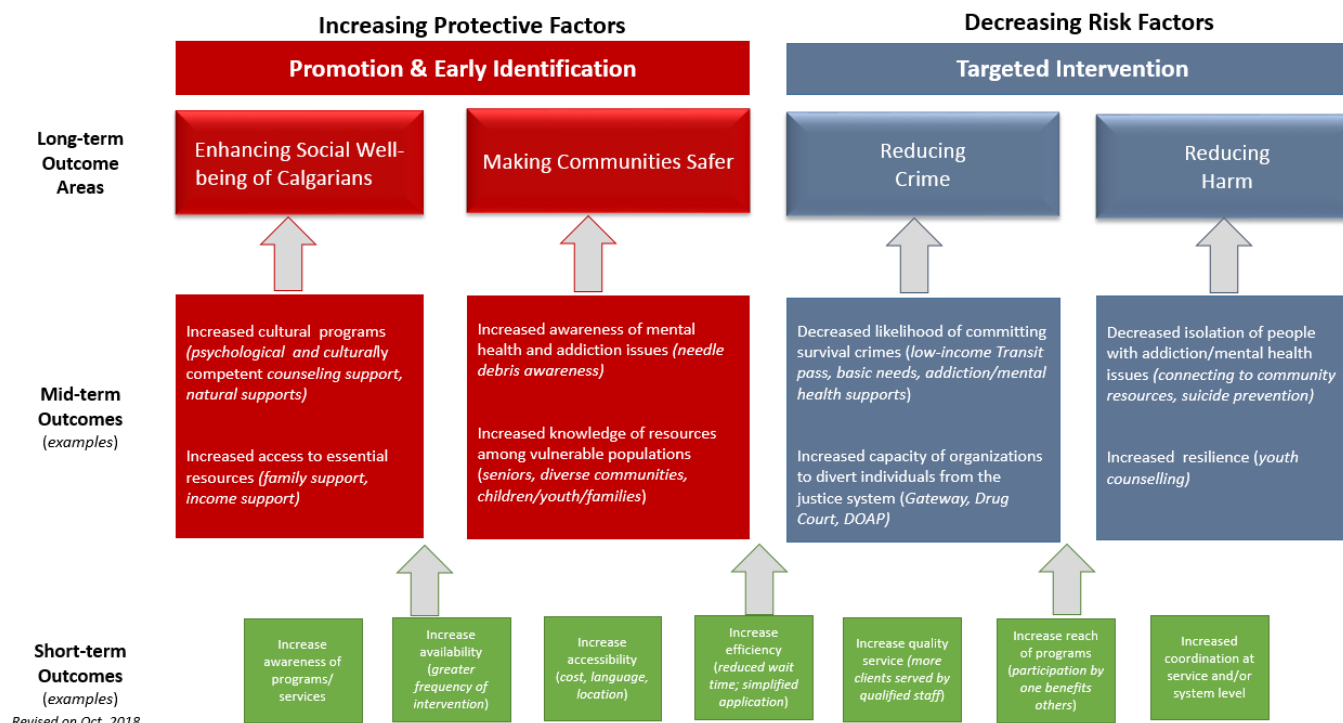 Increasing Protective Factors
Decreasing Risk Factors
Promotion & Early Identification
Targeted Intervention
Long-term
Outcome
Areas
Enhancing Social Well-
being of Calgarians
Making Communities Safer
Reducing
Crime
Reducing
Harm
Mid-term
Outcomes
(examples)
Increased cultural programs
(psychological and culturally
competent counseling support,
natural supports)
Increased access to essential
resources (family support,
income support)
Increased awareness of mental
health and addiction issues (needle
debris awareness)
Increased knowledge of resources
among vulnerable populations
(seniors, diverse communities,
children/youth/families)
Decreased likelihood of committing
survival crimes (low-income Transit
pass, basic needs, addiction/mental
health supports)
Increased capacity of organizations
to divert individuals from the
justice system (Gateway, Drug
Court, DOAP)
Decreased isolation of people
with addiction/mental health
issues (connecting to community
resources, suicide prevention)
Increased resilience (youth
counselling)
Short-term
Outcomes
(examples)
Revised on Oct. 2018
Increase
awareness of
programs/
services
Increase
availability
(greater
frequency of
intervention)
Increase
accessibility
(cost, language,
location)
Increase
efficiency
(reduced wait
time; simplified
application)
Increase quality
service (more
clients served by
qualified staff)
Increase reach
of programs
(participation by
one benefits
others)
Increased
coordination at
service and/or
system level